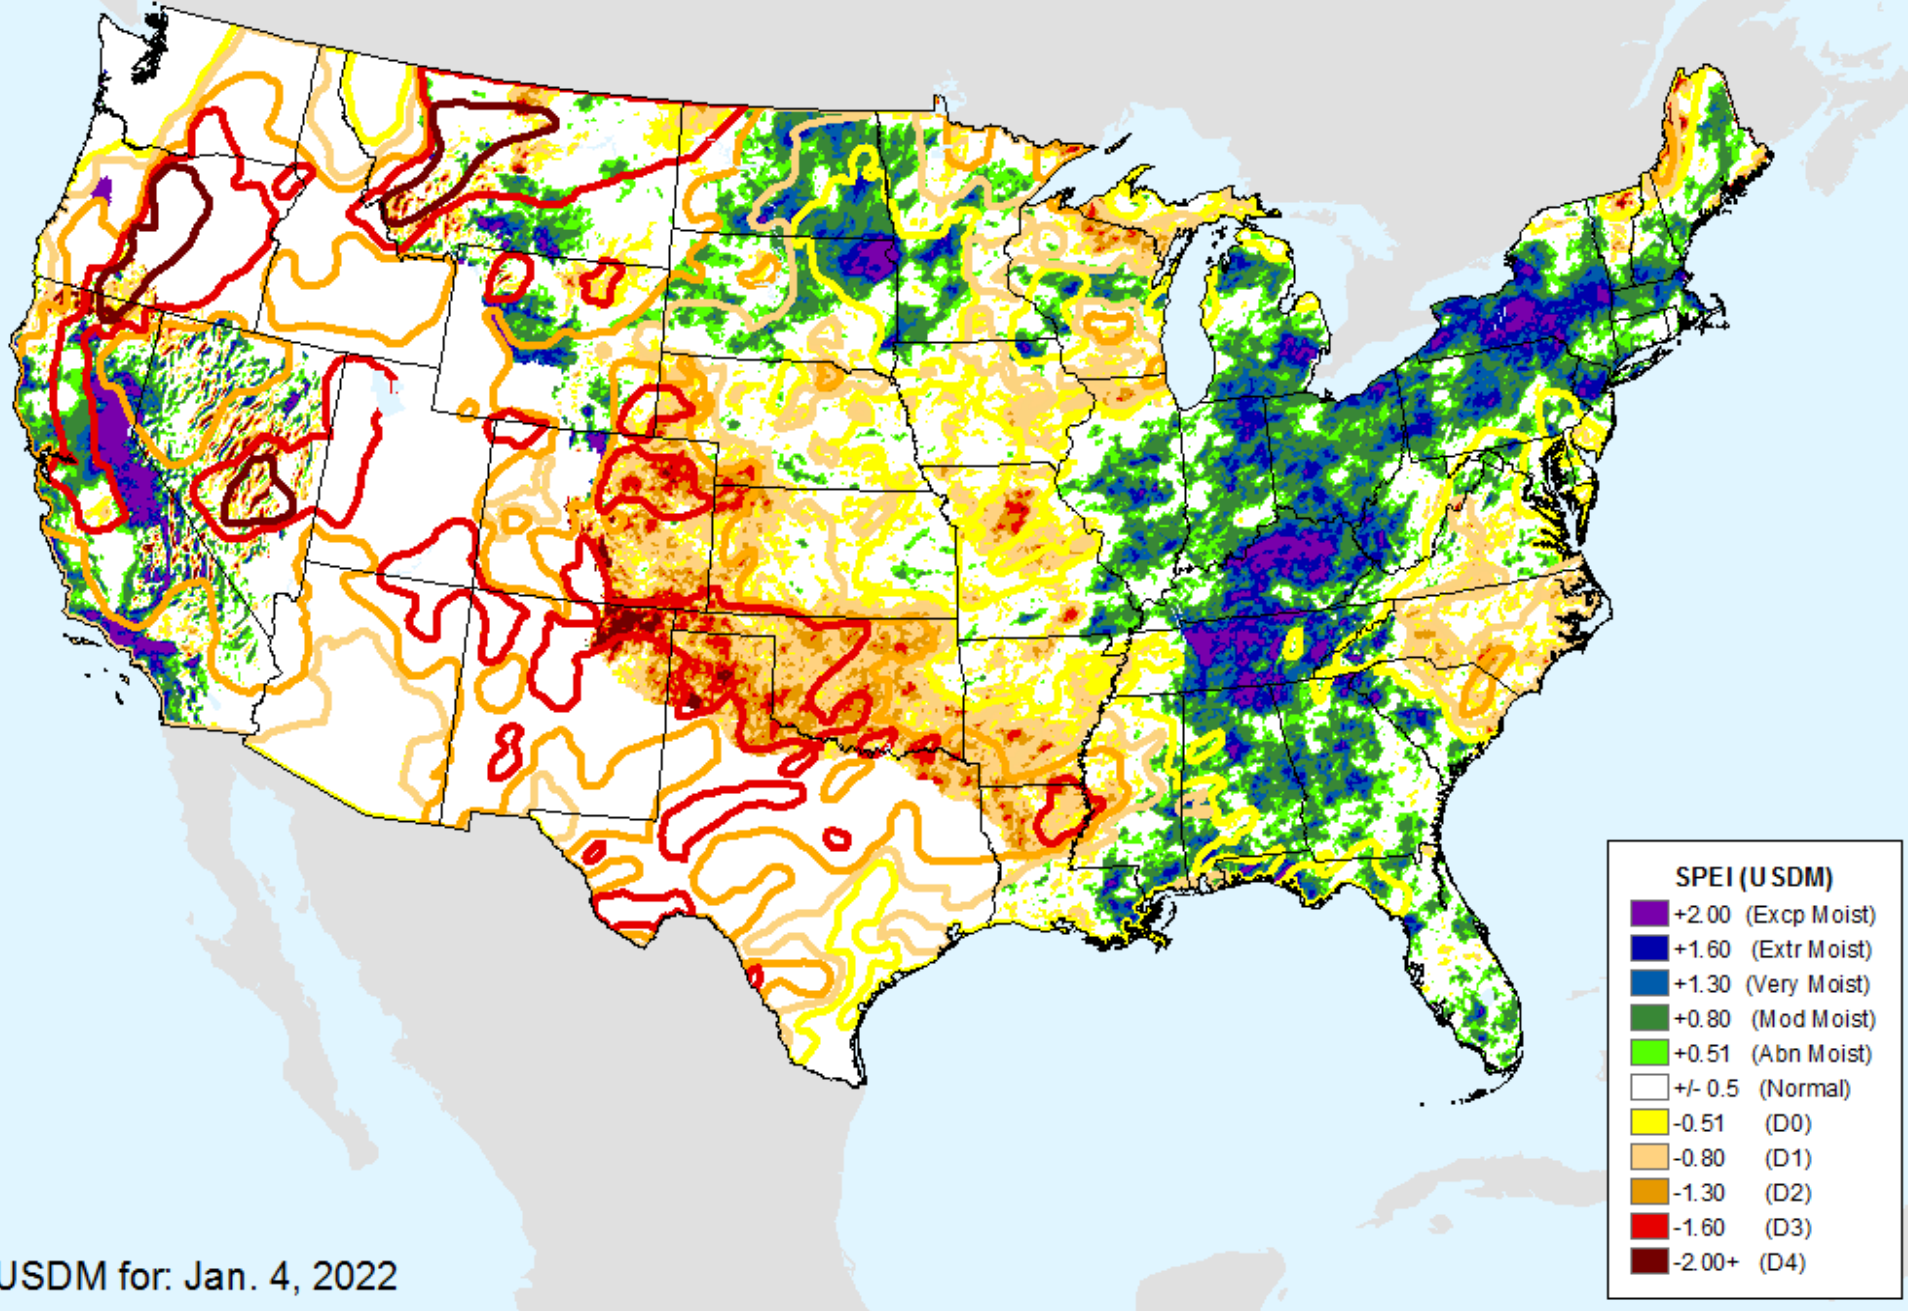 SPEI (USDM)
+2.00 (Excp Moist)
+1.60 (Extr Moist)
+1.30 (Very Moist)
+0.80 (Mod Moist)
+0.51 (Abn Moist)
+/- 0.5 (Normal)
-0.51 (D0)
-0.80 (D1)
-1.30 (D2)
-1.60 (D3)
-2.00+ (D4)
USDM for: Jan. 4, 2022